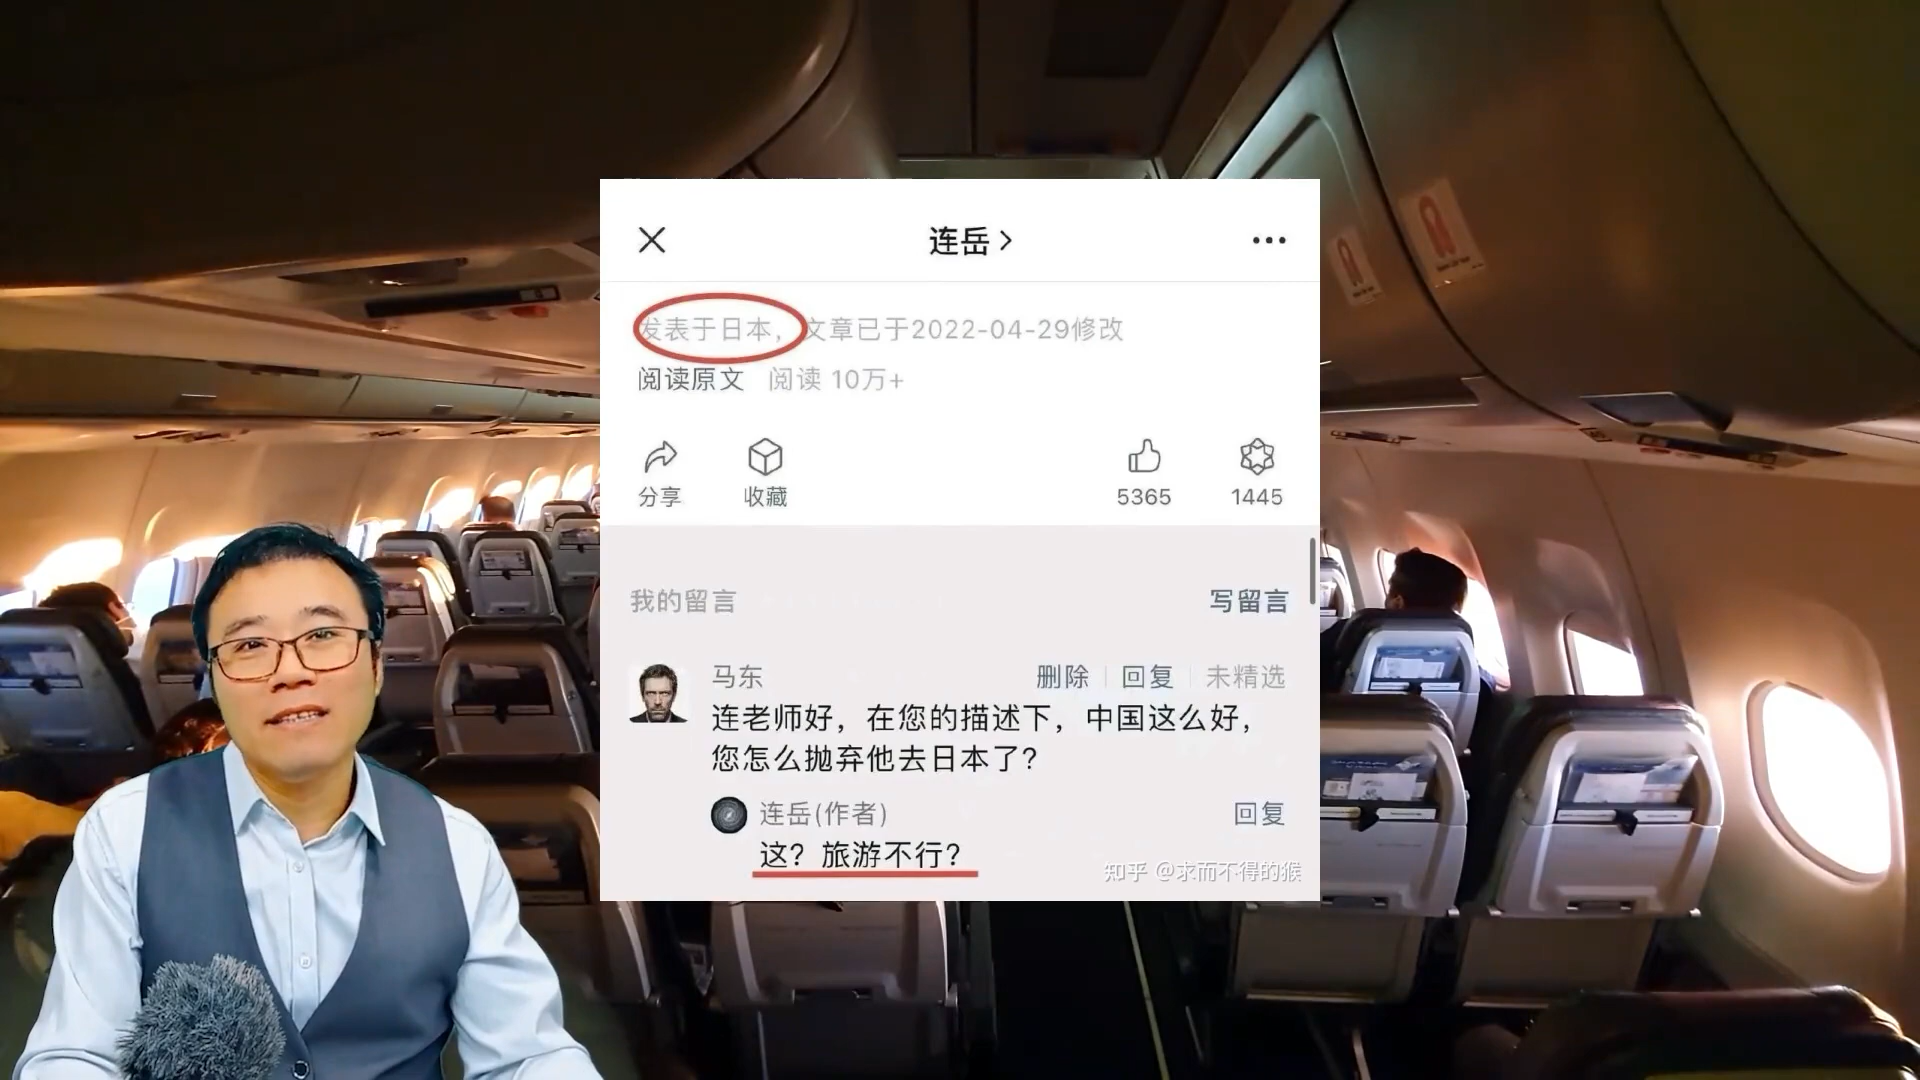 连岳
发表于日本，文章已于2022-04-29修改
阅读原文 阅读 10万+
分享 收藏 5365 1445
我的留言 写留言
马东 删除 回复 未精选
连老师好，在您的描述下，中国这么好，
您怎么抛弃他去日本了？
连岳(作者) 回复
这？旅游不行？
知乎 @求而不得的猴